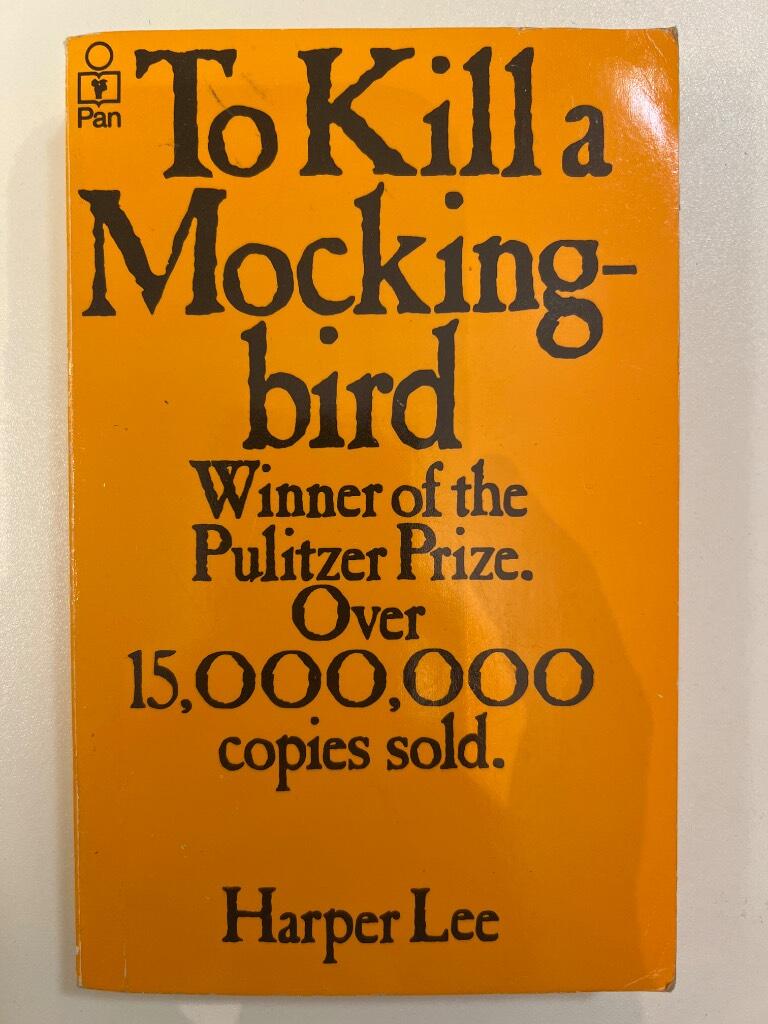 Pan
To Kill a
Mocking-
bird
Winner of the
Pulitzer Prize.
Over
15,000,000
copies sold.
Harper Lee